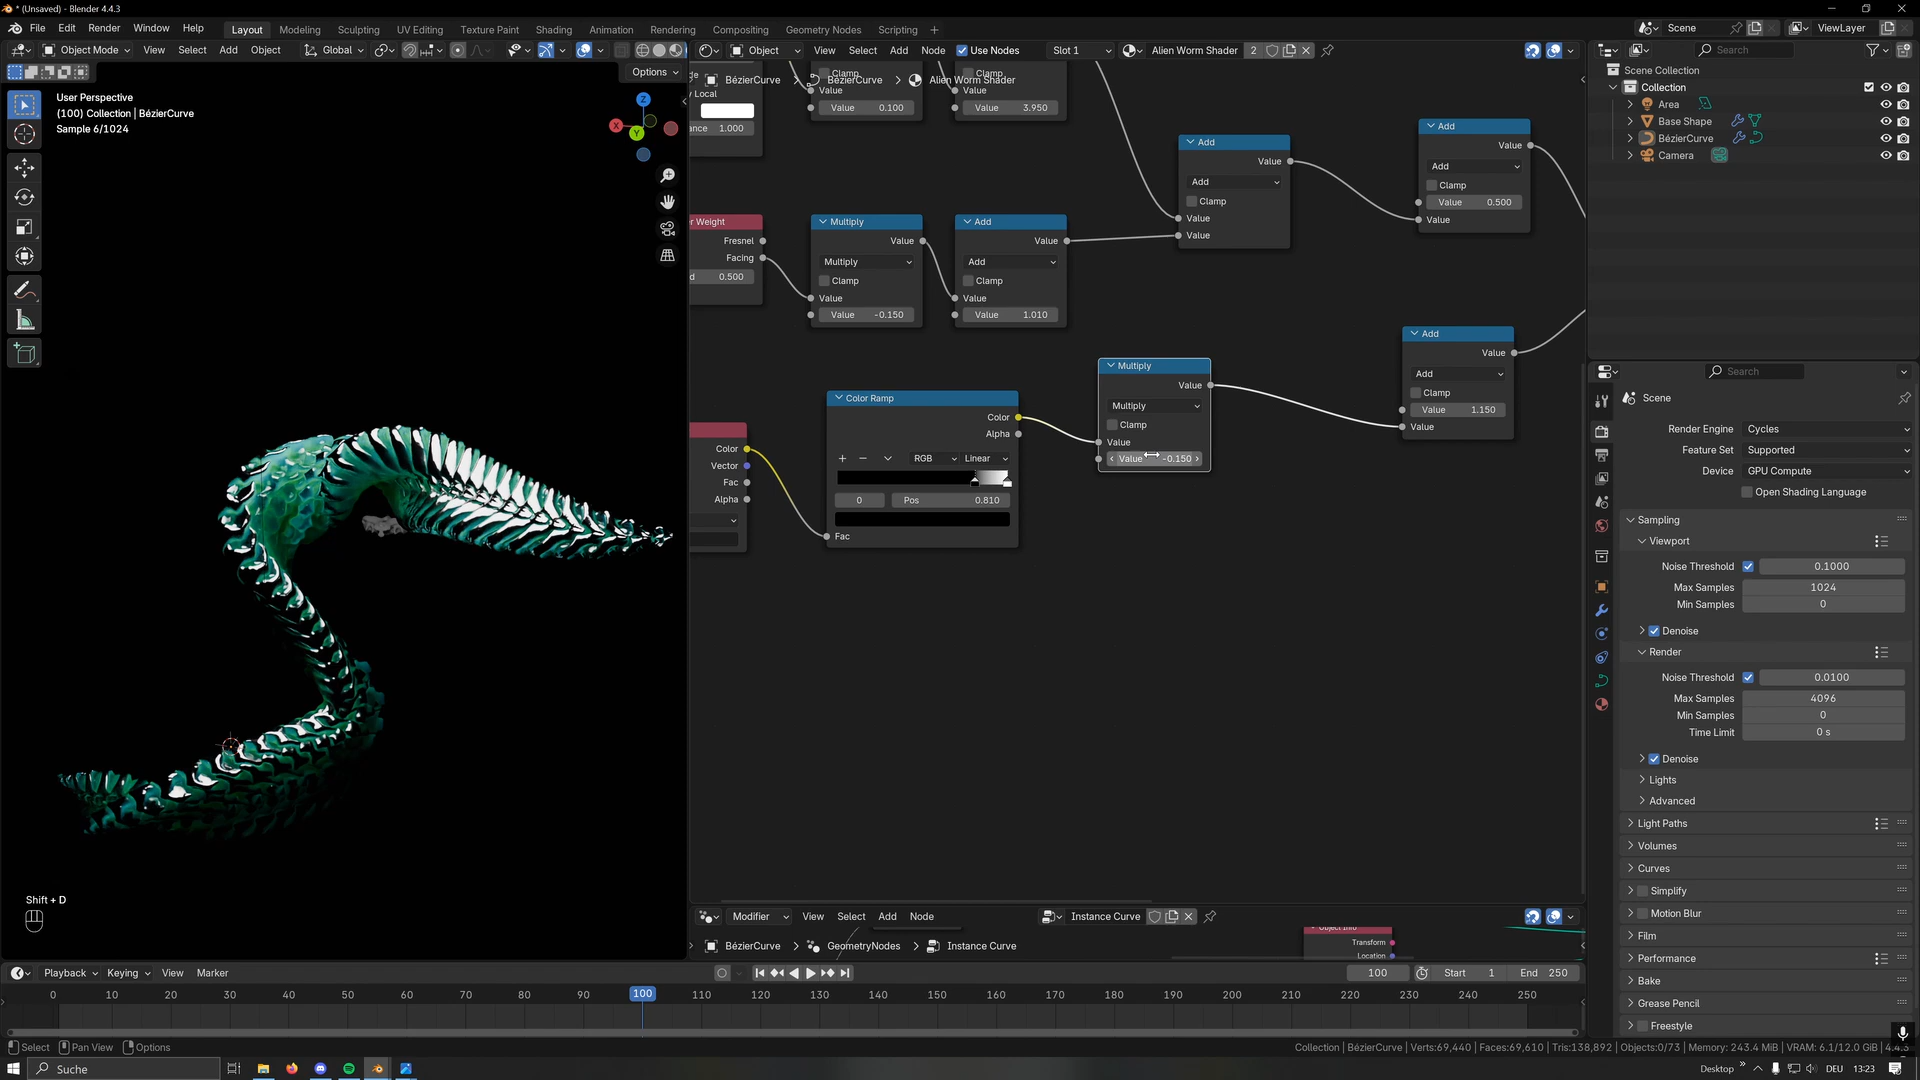 * (Unsaved) - Blender 4.4.3
File Edit Render Window Help
Layout Modeling Sculpting UV Editing Texture Paint Shading Animation Rendering Compositing Geometry Nodes Scripting +
Scene ViewLayer
Object Mode View Select Add Object Global
Object View Select Add Node Use Nodes Slot 1 Alien Worm Shader 2
Search
Options
BézierCurve > BézierCurve > Alien Worm Shader
Scene Collection
Collection
Area
Base Shape
BézierCurve
Camera
User Perspective
(100) Collection | BézierCurve
Sample 6/1024
Z
X
Y
Clamp
Value
Value 0.100
Clamp
Value
Value 3.950
y Local
ance 1.000
Add
Value
Add
Clamp
Value
Value
Add
Value
Add
Clamp
Value 0.500
Value
r Weight
Fresnel
Facing
d 0.500
Multiply
Value
Multiply
Clamp
Value
Value -0.150
Add
Value
Add
Clamp
Value
Value 1.010
Multiply
Value
Multiply
Clamp
Value
Value -0.150
Add
Value
Add
Clamp
Value 1.150
Value
Color
Vector
Fac
Alpha
Color Ramp
Color
Alpha
+ − RGB Linear
0 Pos 0.810
Fac
Search
Scene
Render Engine Cycles
Feature Set Supported
Device GPU Compute
Open Shading Language
Sampling
Viewport
Noise Threshold 0.1000
Max Samples 1024
Min Samples 0
Denoise
Render
Noise Threshold 0.0100
Max Samples 4096
Min Samples 0
Time Limit 0 s
Denoise
Lights
Advanced
Light Paths
Volumes
Curves
Simplify
Motion Blur
Film
Performance
Bake
Grease Pencil
Freestyle
Shift + D
Modifier View Select Add Node Instance Curve
BézierCurve > GeometryNodes > Instance Curve
Object Info
Transform
Location
Playback Keying View Marker 100 Start 1 End 250
0 10 20 30 40 50 60 70 80 90 100 110 120 130 140 150 160 170 180 190 200 210 220 230 240 250
Select Pan View Options
Collection | BézierCurve | Verts:69,440 | Faces:69,610 | Tris:138,892 | Objects:0/73 | Memory: 243.4 MiB | VRAM: 6.1/12.0 GiB | 4.4.3
Suche
Desktop DEU 13:23